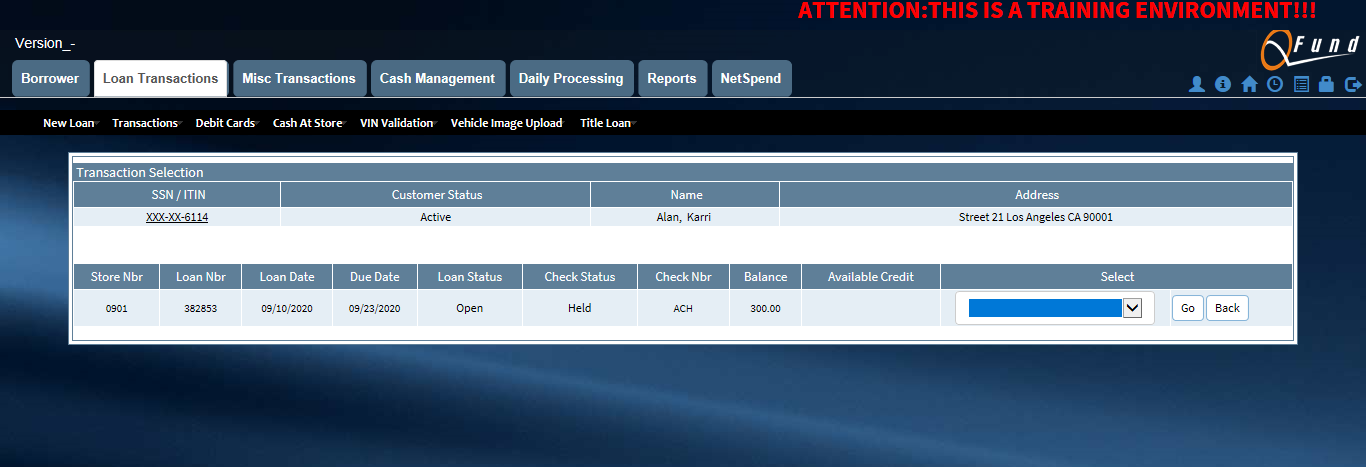 ATTENTION:THIS IS A TRAINING ENVIRONMENT!!!
Version_-
QFund
Borrower Loan Transactions Misc Transactions Cash Management Daily Processing Reports NetSpend
New Loan Transactions Debit Cards Cash At Store VIN Validation Vehicle Image Upload Title Loan
Transaction Selection
SSN / ITIN Customer Status Name Address
XXX-XX-6114 Active Alan, Karri Street 21 Los Angeles CA 90001
Store Nbr Loan Nbr Loan Date Due Date Loan Status Check Status Check Nbr Balance Available Credit Select
0901 382853 09/10/2020 09/23/2020 Open Held ACH 300.00 Go Back